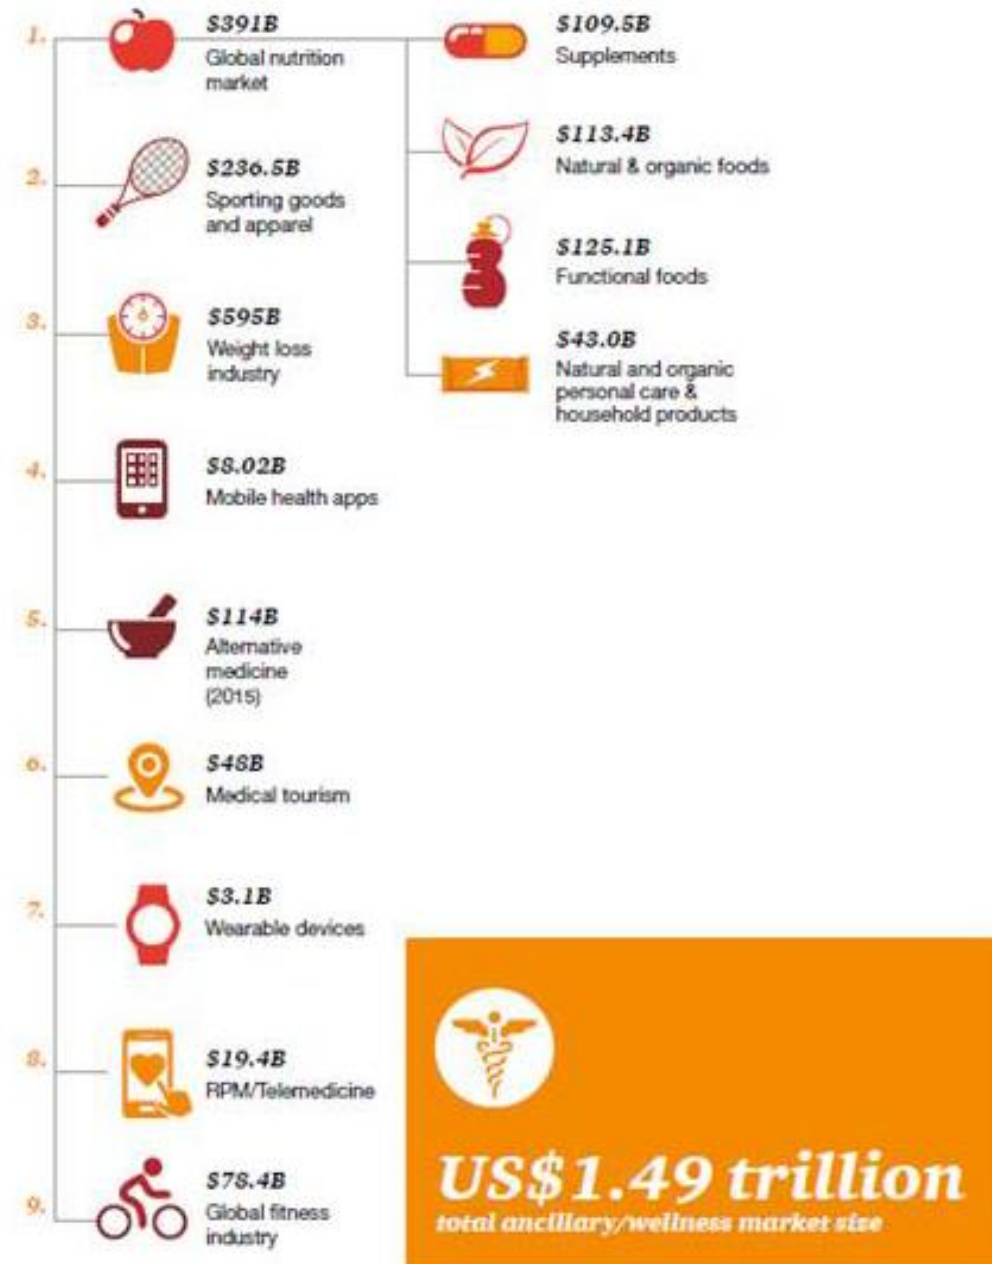 1.
$391B
Global nutrition
market
$109.5B
Supplements
$113.4B
Natural & organic foods
$125.1B
Functional foods
$43.0B
Natural and organic
personal care &
household products
2.
$236.5B
Sporting goods
and apparel
3.
$595B
Weight loss
industry
4.
$8.02B
Mobile health apps
5.
$114B
Alternative
medicine
(2015)
6.
$48B
Medical tourism
7.
$3.1B
Wearable devices
8.
$19.4B
RPM/Telemedicine
9.
$78.4B
Global fitness
industry
US$1.49 trillion
total ancillary/wellness market size